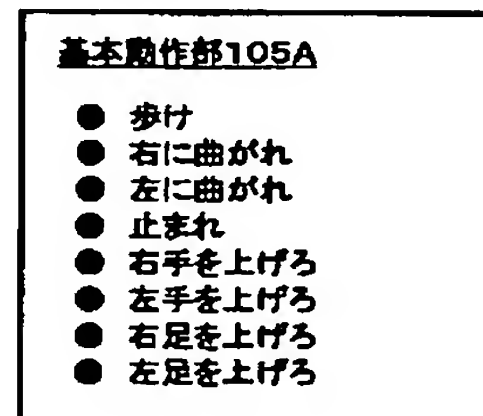 基本動作部105A
● 歩け
● 右に曲がれ
● 左に曲がれ
● 止まれ
● 右手を上げろ
● 左手を上げろ
● 右足を上げろ
● 左足を上げろ